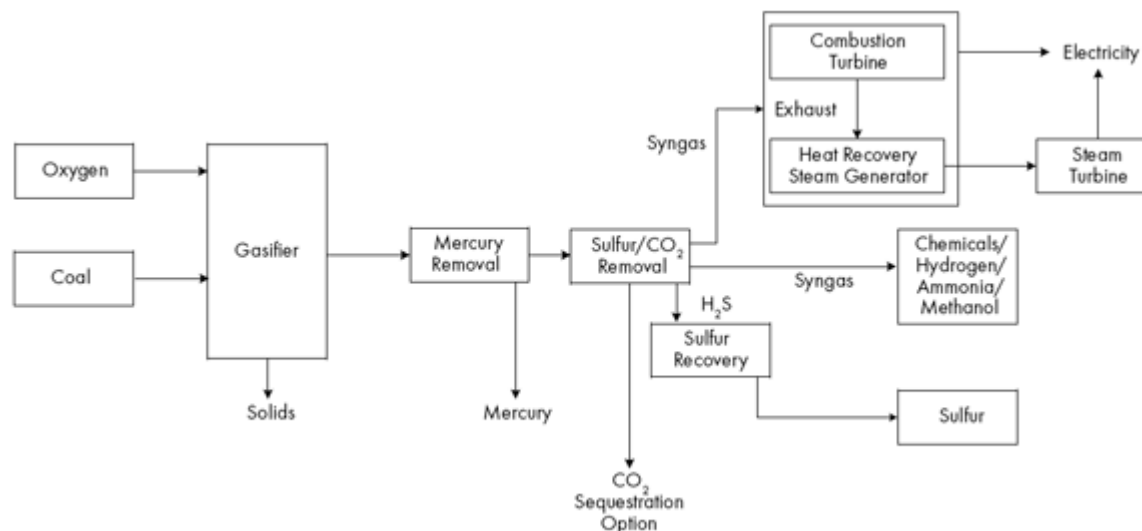 Combustion
Turbine
Electricity
Exhaust
Syngas
Heat Recovery
Steam Generator
Steam
Turbine
Oxygen
Gasifier
Mercury
Removal
Sulfur/CO₂
Removal
Chemicals/
Hydrogen/
Ammonia/
Methanol
Coal
Syngas
H₂S
Sulfur
Recovery
Solids
Mercury
Sulfur
CO₂
Sequestration
Option